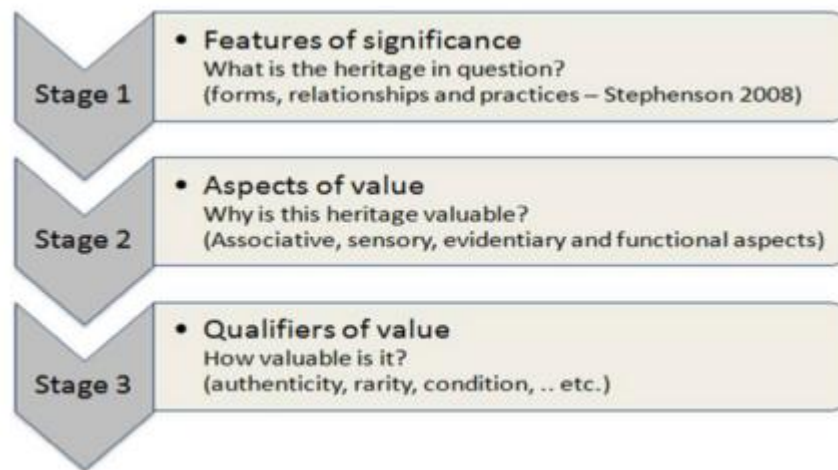 Stage 1
• Features of significance
What is the heritage in question?
(forms, relationships and practices – Stephenson 2008)
Stage 2
• Aspects of value
Why is this heritage valuable?
(Associative, sensory, evidentiary and functional aspects)
Stage 3
• Qualifiers of value
How valuable is it?
(authenticity, rarity, condition, .. etc.)